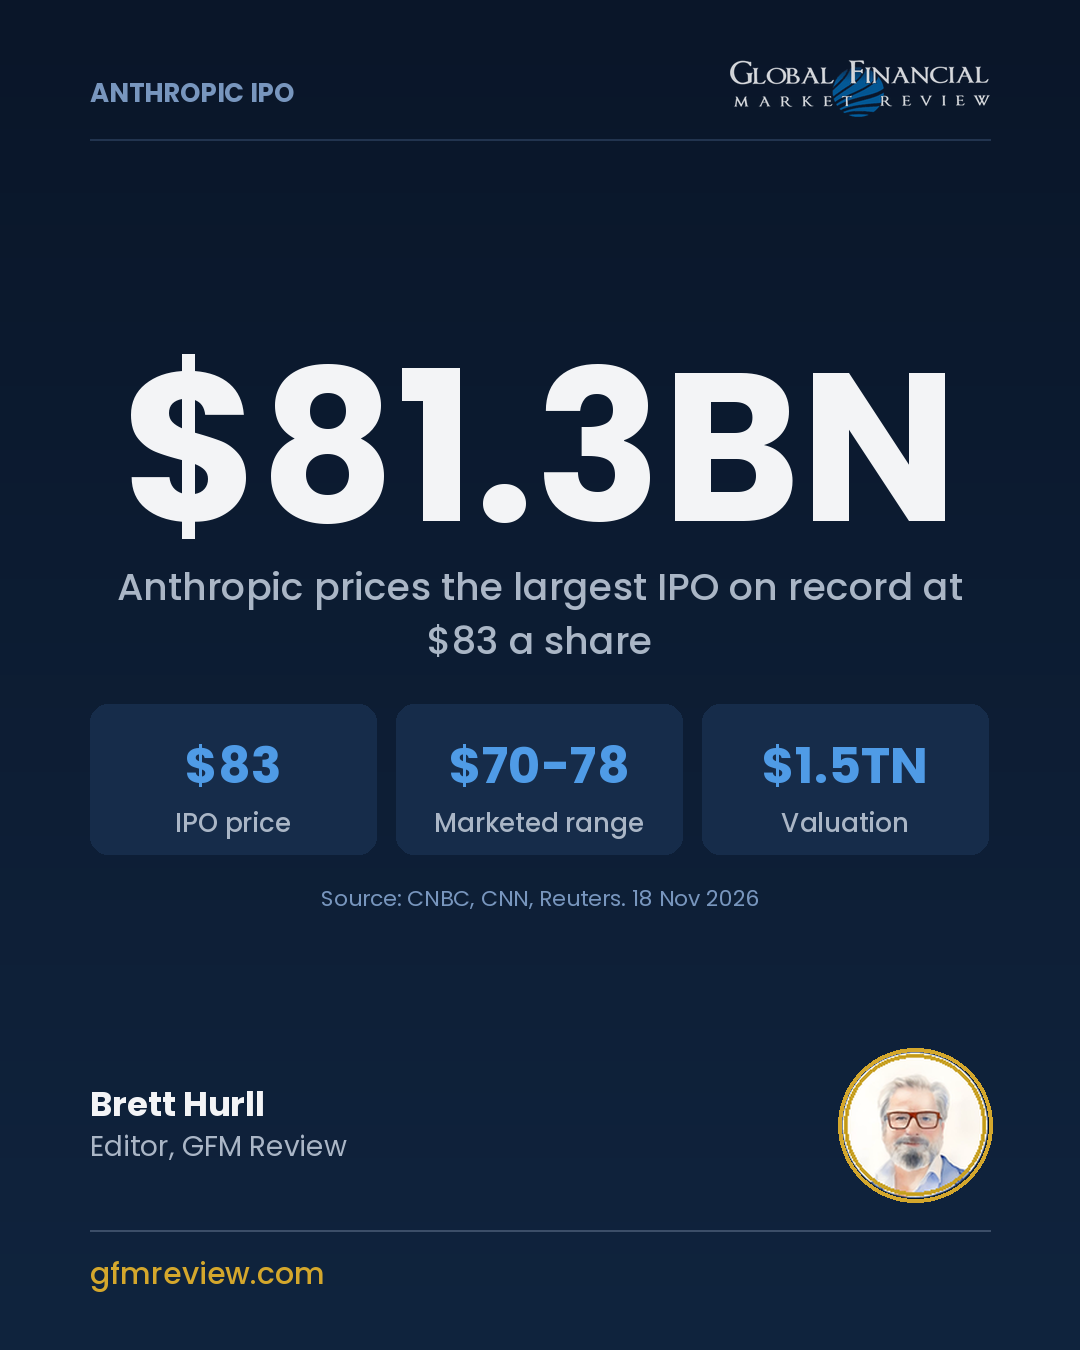 ANTHROPIC IPO
GLOBAL FINANCIAL
MARKET REVIEW
$81.3BN
Anthropic prices the largest IPO on record at
$83 a share
$83
IPO price
$70-78
Marketed range
$1.5TN
Valuation
Source: CNBC, CNN, Reuters. 18 Nov 2026
Brett Hurll
Editor, GFM Review
gfmreview.com